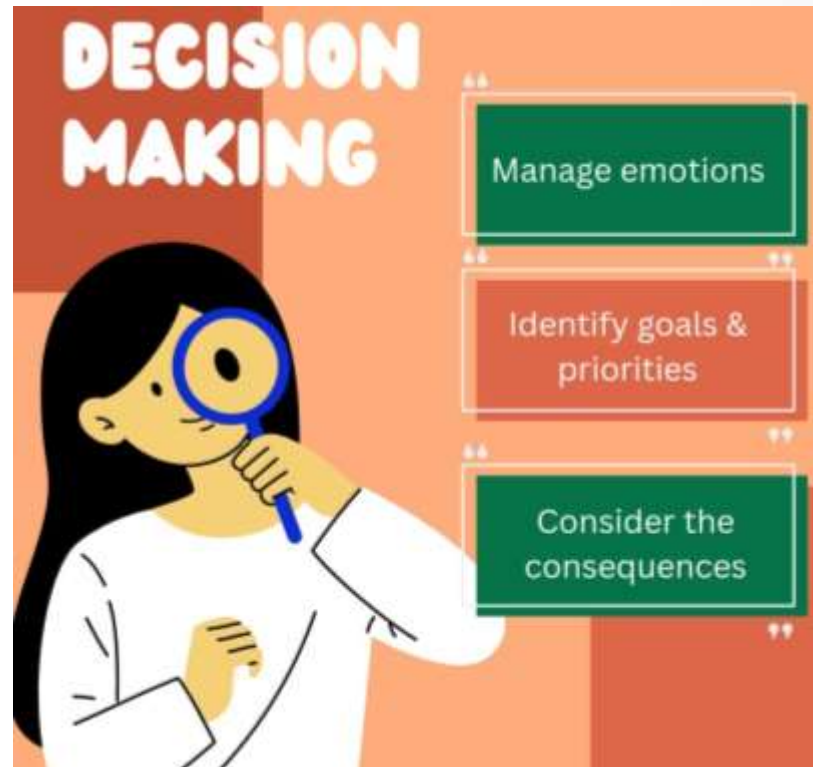 DECISION
MAKING
Manage emotions
Identify goals &
priorities
Consider the
consequences